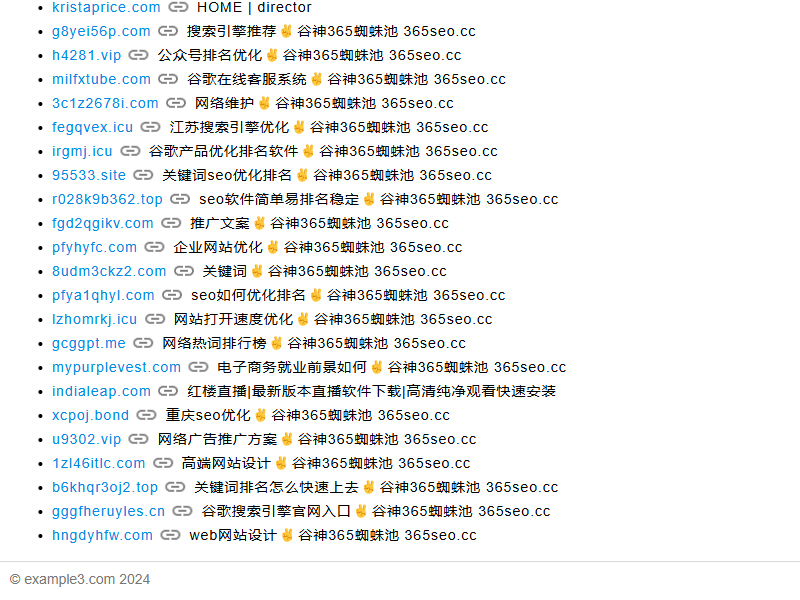 kristaprice.com HOME | director
g8yei56p.com 搜索引擎推荐✌️谷神365蜘蛛池 365seo.cc
h4281.vip 公众号排名优化✌️谷神365蜘蛛池 365seo.cc
milfxtube.com 谷歌在线客服系统✌️谷神365蜘蛛池 365seo.cc
3c1z2678i.com 网络维护✌️谷神365蜘蛛池 365seo.cc
fegqvex.icu 江苏搜索引擎优化✌️谷神365蜘蛛池 365seo.cc
irgmj.icu 谷歌产品优化排名软件✌️谷神365蜘蛛池 365seo.cc
95533.site 关键词seo优化排名✌️谷神365蜘蛛池 365seo.cc
r028k9b362.top seo软件简单易排名稳定✌️谷神365蜘蛛池 365seo.cc
fgd2qgikv.com 推广文案✌️谷神365蜘蛛池 365seo.cc
pfyhyfc.com 企业网站优化✌️谷神365蜘蛛池 365seo.cc
8udm3ckz2.com 关键词✌️谷神365蜘蛛池 365seo.cc
pfya1qhyl.com seo如何优化排名✌️谷神365蜘蛛池 365seo.cc
lzhomrkj.icu 网站打开速度优化✌️谷神365蜘蛛池 365seo.cc
gcggpt.me 网络热词排行榜✌️谷神365蜘蛛池 365seo.cc
mypurplevest.com 电子商务就业前景如何✌️谷神365蜘蛛池 365seo.cc
indialeap.com 红楼直播|最新版本直播软件下载|高清纯净观看快速安装
xcpoj.bond 重庆seo优化✌️谷神365蜘蛛池 365seo.cc
u9302.vip 网络广告推广方案✌️谷神365蜘蛛池 365seo.cc
1zl46itlc.com 高端网站设计✌️谷神365蜘蛛池 365seo.cc
b6khqr3oj2.top 关键词排名怎么快速上去✌️谷神365蜘蛛池 365seo.cc
gggfheruyles.cn 谷歌搜索引擎官网入口✌️谷神365蜘蛛池 365seo.cc
hngdyhfw.com web网站设计✌️谷神365蜘蛛池 365seo.cc
© example3.com 2024